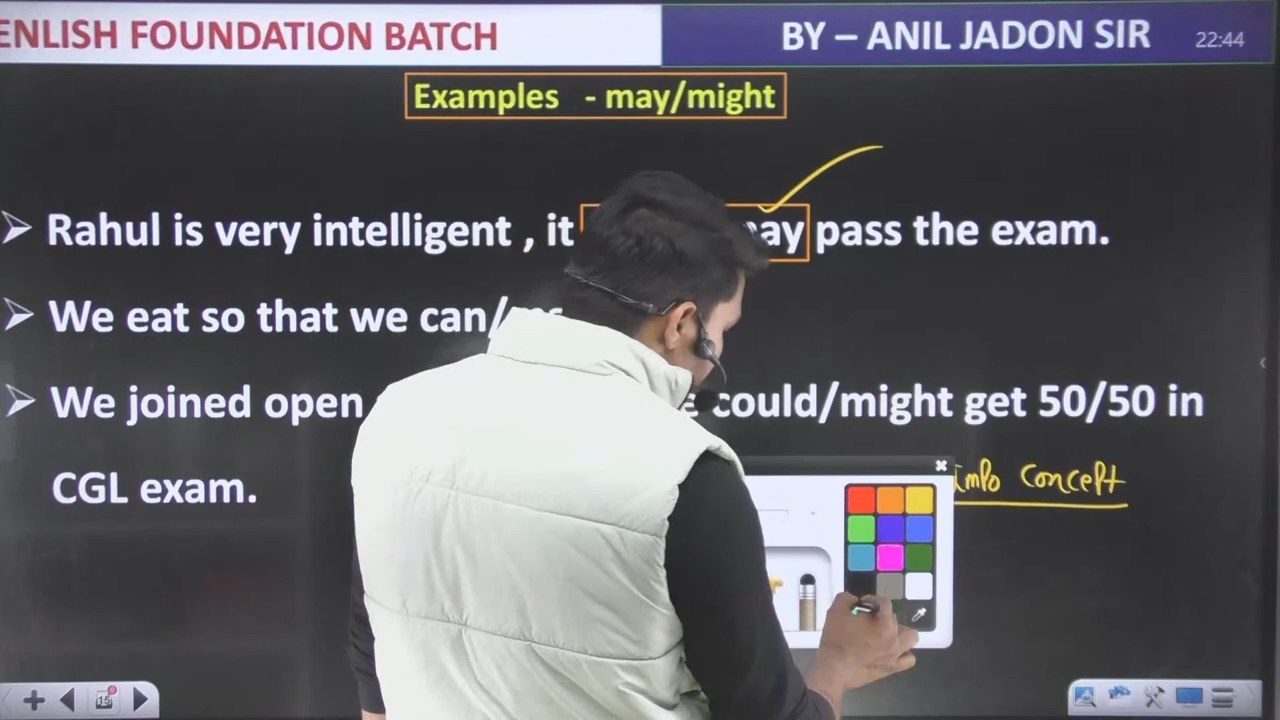 ENLISH FOUNDATION BATCH
BY – ANIL JADON SIR
22:44
Examples - may/might
Rahul is very intelligent , it may pass the exam.
We eat so that we can/
We joined open could/might get 50/50 in
CGL exam.
Concept
15